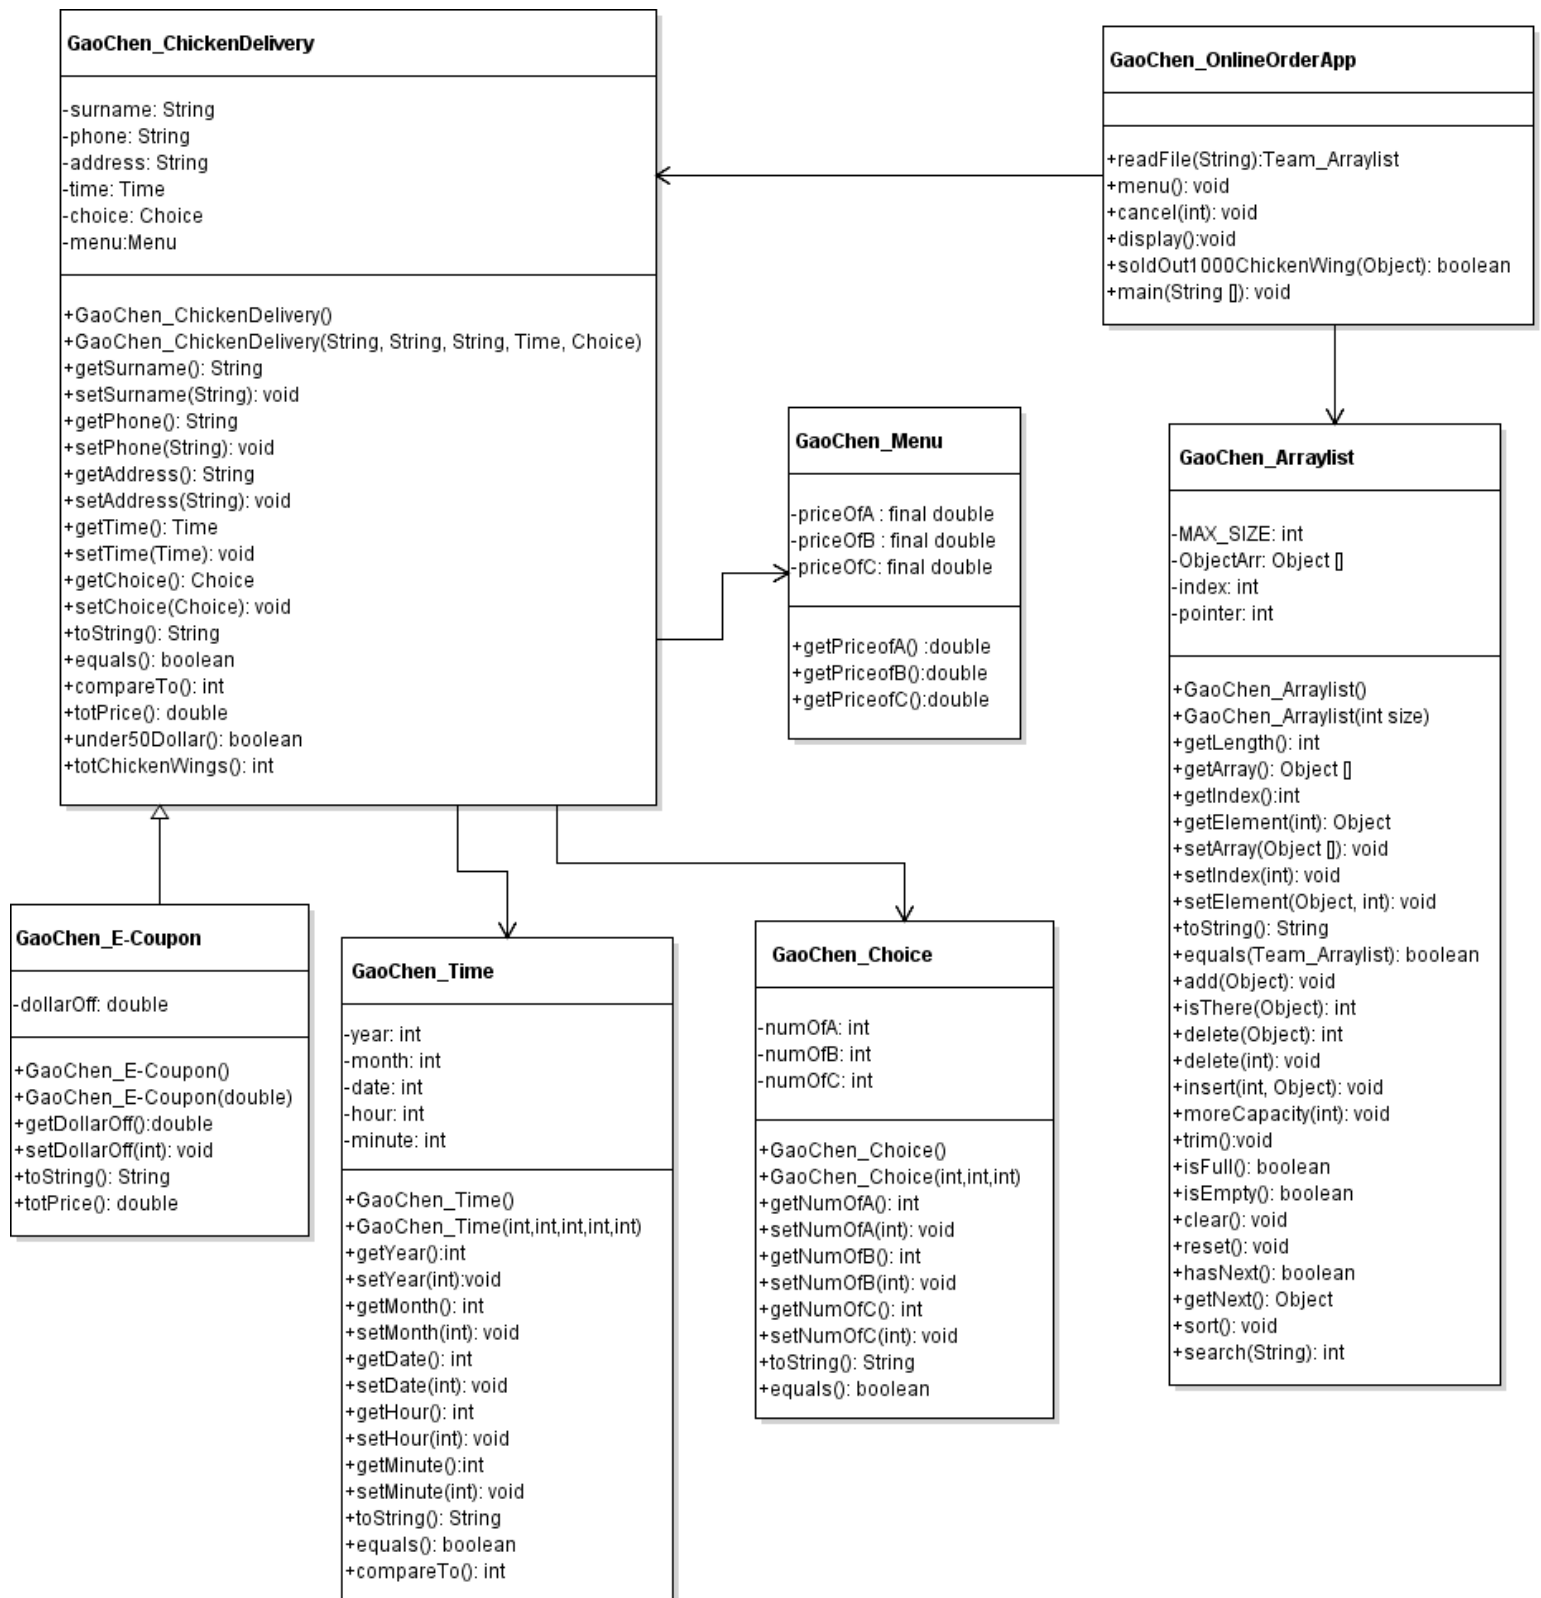 GaoChen_ChickenDelivery
-surname: String
-phone: String
-address: String
-time: Time
-choice: Choice
-menu:Menu
+GaoChen_ChickenDelivery()
+GaoChen_ChickenDelivery(String, String, String, Time, Choice)
+getSurname(): String
+setSurname(String): void
+getPhone(): String
+setPhone(String): void
+getAddress(): String
+setAddress(String): void
+getTime(): Time
+setTime(Time): void
+getChoice(): Choice
+setChoice(Choice): void
+toString(): String
+equals(): boolean
+compareTo(): int
+totPrice(): double
+under50Dollar(): boolean
+totChickenWings(): int
GaoChen_OnlineOrderApp
+readFile(String):Team_Arraylist
+menu(): void
+cancel(int): void
+display():void
+soldOut1000ChickenWing(Object): boolean
+main(String []): void
GaoChen_Menu
-priceOfA : final double
-priceOfB : final double
-priceOfC: final double
+getPriceofA() :double
+getPriceofB():double
+getPriceofC():double
GaoChen_Arraylist
-MAX_SIZE: int
-ObjectArr: Object []
-index: int
-pointer: int
+GaoChen_Arraylist()
+GaoChen_Arraylist(int size)
+getLength(): int
+getArray(): Object []
+getIndex():int
+getElement(int): Object
+setArray(Object []): void
+setIndex(int): void
+setElement(Object, int): void
+toString(): String
+equals(Team_Arraylist): boolean
+add(Object): void
+isThere(Object): int
+delete(Object): int
+delete(int): void
+insert(int, Object): void
+moreCapacity(int): void
+trim():void
+isFull(): boolean
+isEmpty(): boolean
+clear(): void
+reset(): void
+hasNext(): boolean
+getNext(): Object
+sort(): void
+search(String): int
GaoChen_E-Coupon
-dollarOff: double
+GaoChen_E-Coupon()
+GaoChen_E-Coupon(double)
+getDollarOff():double
+setDollarOff(int): void
+toString(): String
+totPrice(): double
GaoChen_Time
-year: int
-month: int
-date: int
-hour: int
-minute: int
+GaoChen_Time()
+GaoChen_Time(int,int,int,int,int)
+getYear():int
+setYear(int):void
+getMonth(): int
+setMonth(int): void
+getDate(): int
+setDate(int): void
+getHour(): int
+setHour(int): void
+getMinute():int
+setMinute(int): void
+toString(): String
+equals(): boolean
+compareTo(): int
GaoChen_Choice
-numOfA: int
-numOfB: int
-numOfC: int
+GaoChen_Choice()
+GaoChen_Choice(int,int,int)
+getNumOfA(): int
+setNumOfA(int): void
+getNumOfB(): int
+setNumOfB(int): void
+getNumOfC(): int
+setNumOfC(int): void
+toString(): String
+equals(): boolean